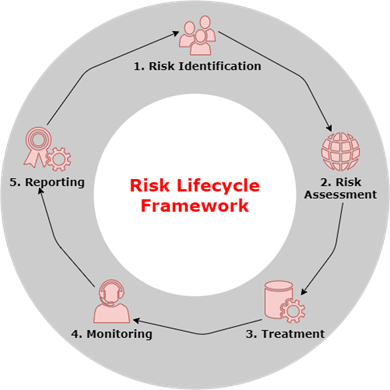 1. Risk Identification
2. Risk
Assessment
3. Treatment
4. Monitoring
5. Reporting
Risk Lifecycle
Framework